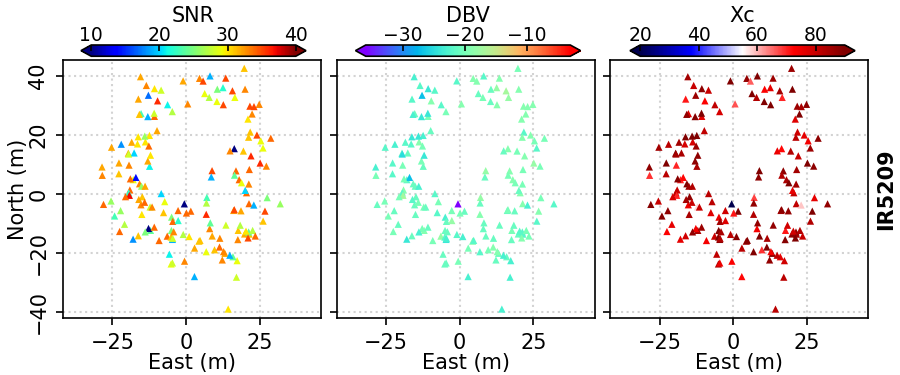 SNR DBV Xc
10 20 30 40 −30 −20 −10 20 40 60 80
40
20
0
−20
−40
North (m)
−25 0 25 −25 0 25 −25 0 25
East (m) East (m) East (m)
IR5209